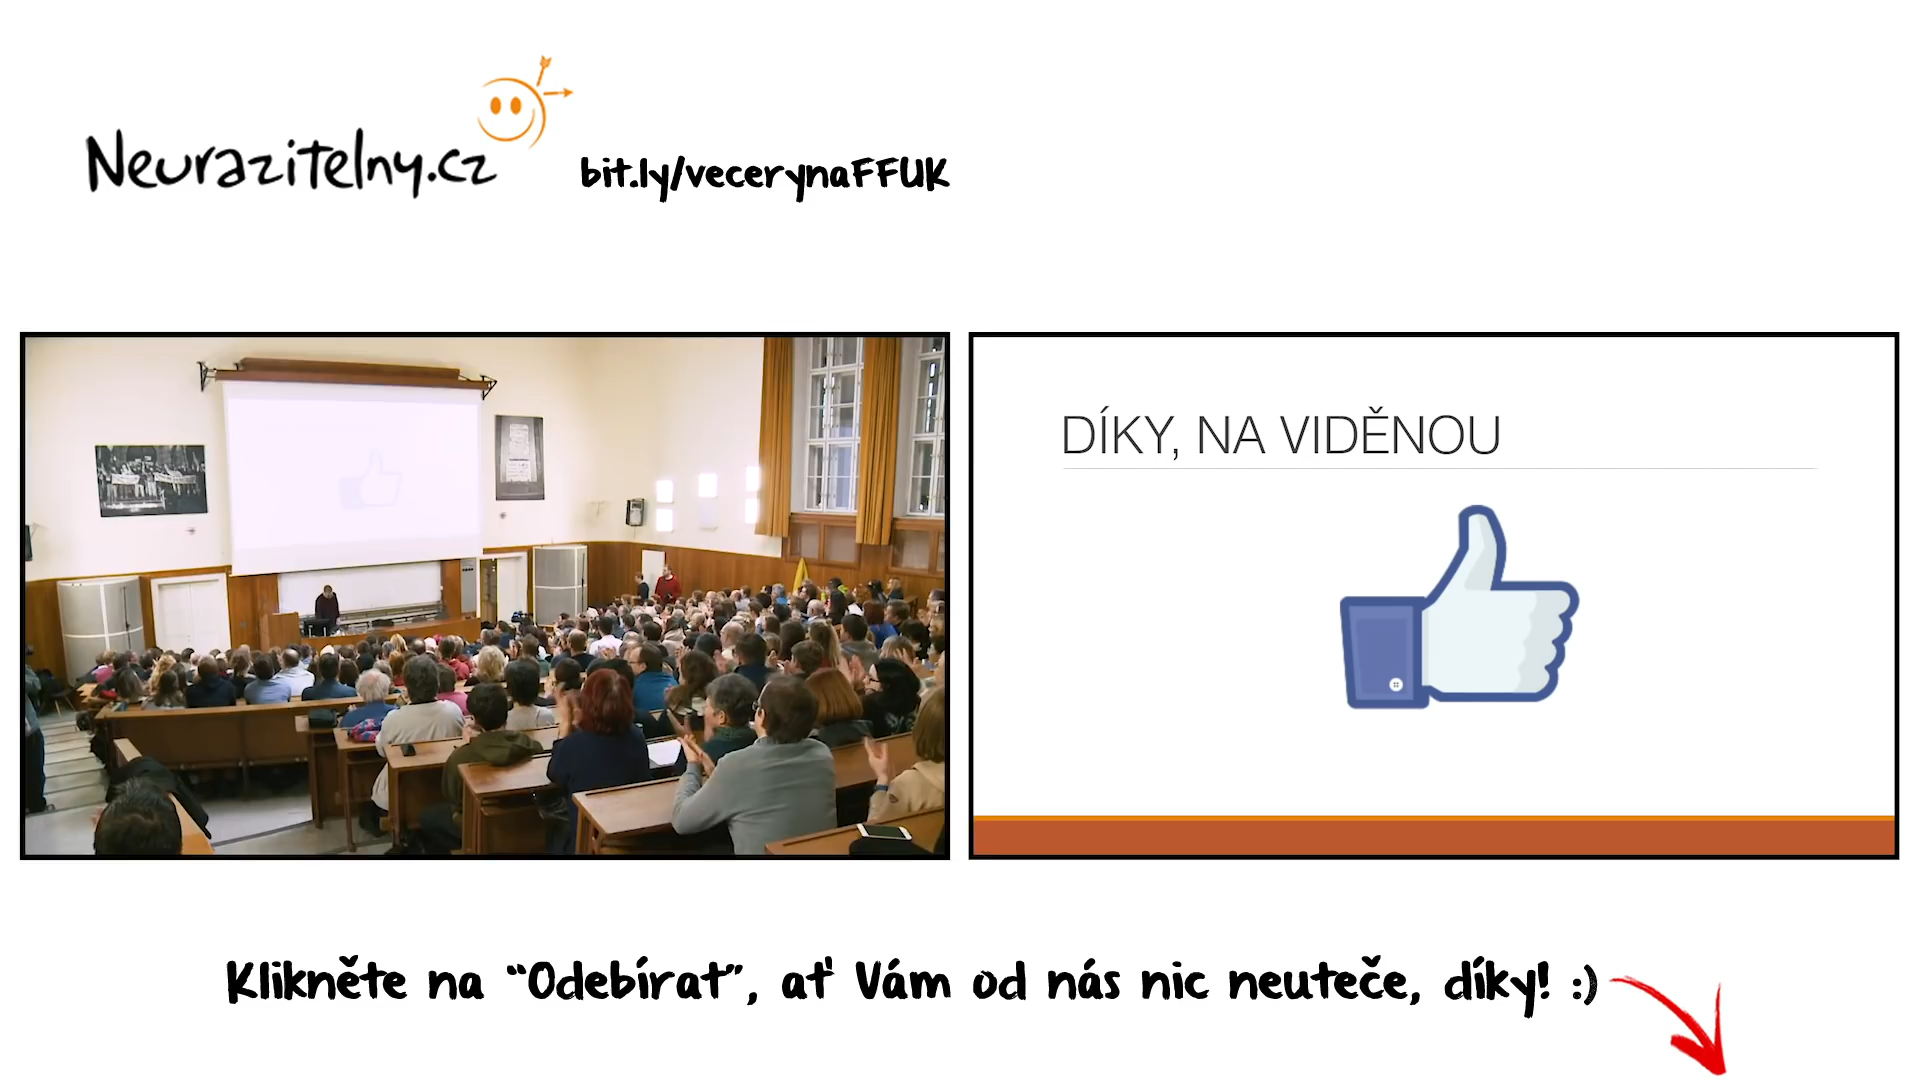 Neurazitelny.cz
bit.ly/vecerynaFFUK
DÍKY, NA VIDĚNOU
Klikněte na “Odebírat”, ať Vám od nás nic neuteče, díky! :)